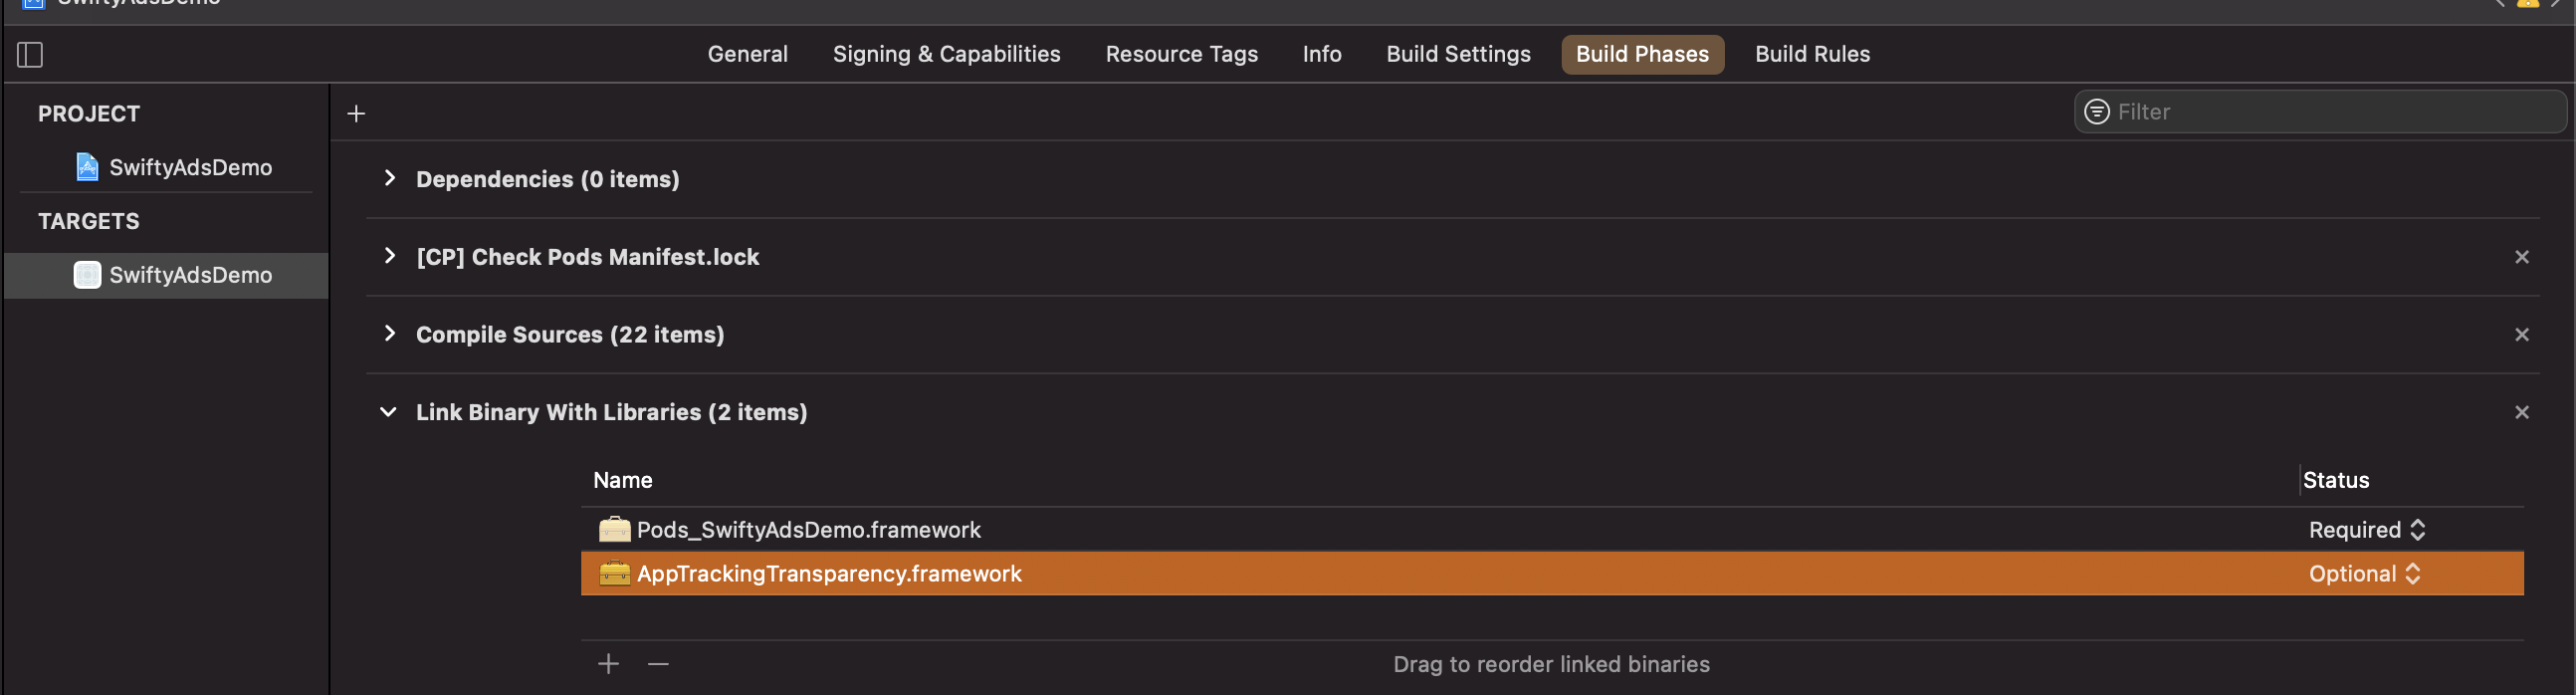 SwiftyAdsDemo
General Signing & Capabilities Resource Tags Info Build Settings Build Phases Build Rules
PROJECT
SwiftyAdsDemo
TARGETS
SwiftyAdsDemo
Filter
Dependencies (0 items)
[CP] Check Pods Manifest.lock
Compile Sources (22 items)
Link Binary With Libraries (2 items)
Name Status
Pods_SwiftyAdsDemo.framework Required
AppTrackingTransparency.framework Optional
Drag to reorder linked binaries